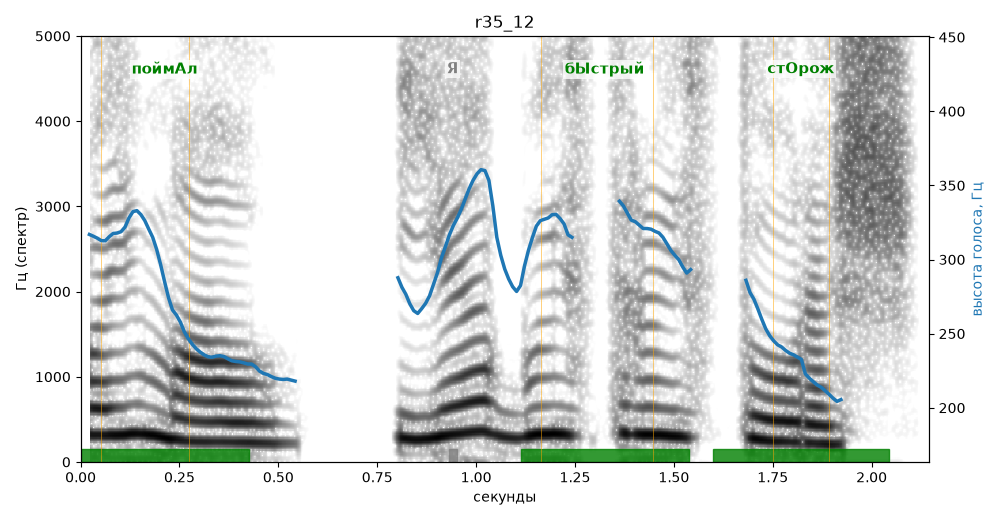 r35_12
5000
4000
3000
2000
1000
0
Гц (спектр)
поймАл
Я
бЫстрый
стОрож
450
400
350
300
250
200
высота голоса, Гц
0.00 0.25 0.50 0.75 1.00 1.25 1.50 1.75 2.00
секунды